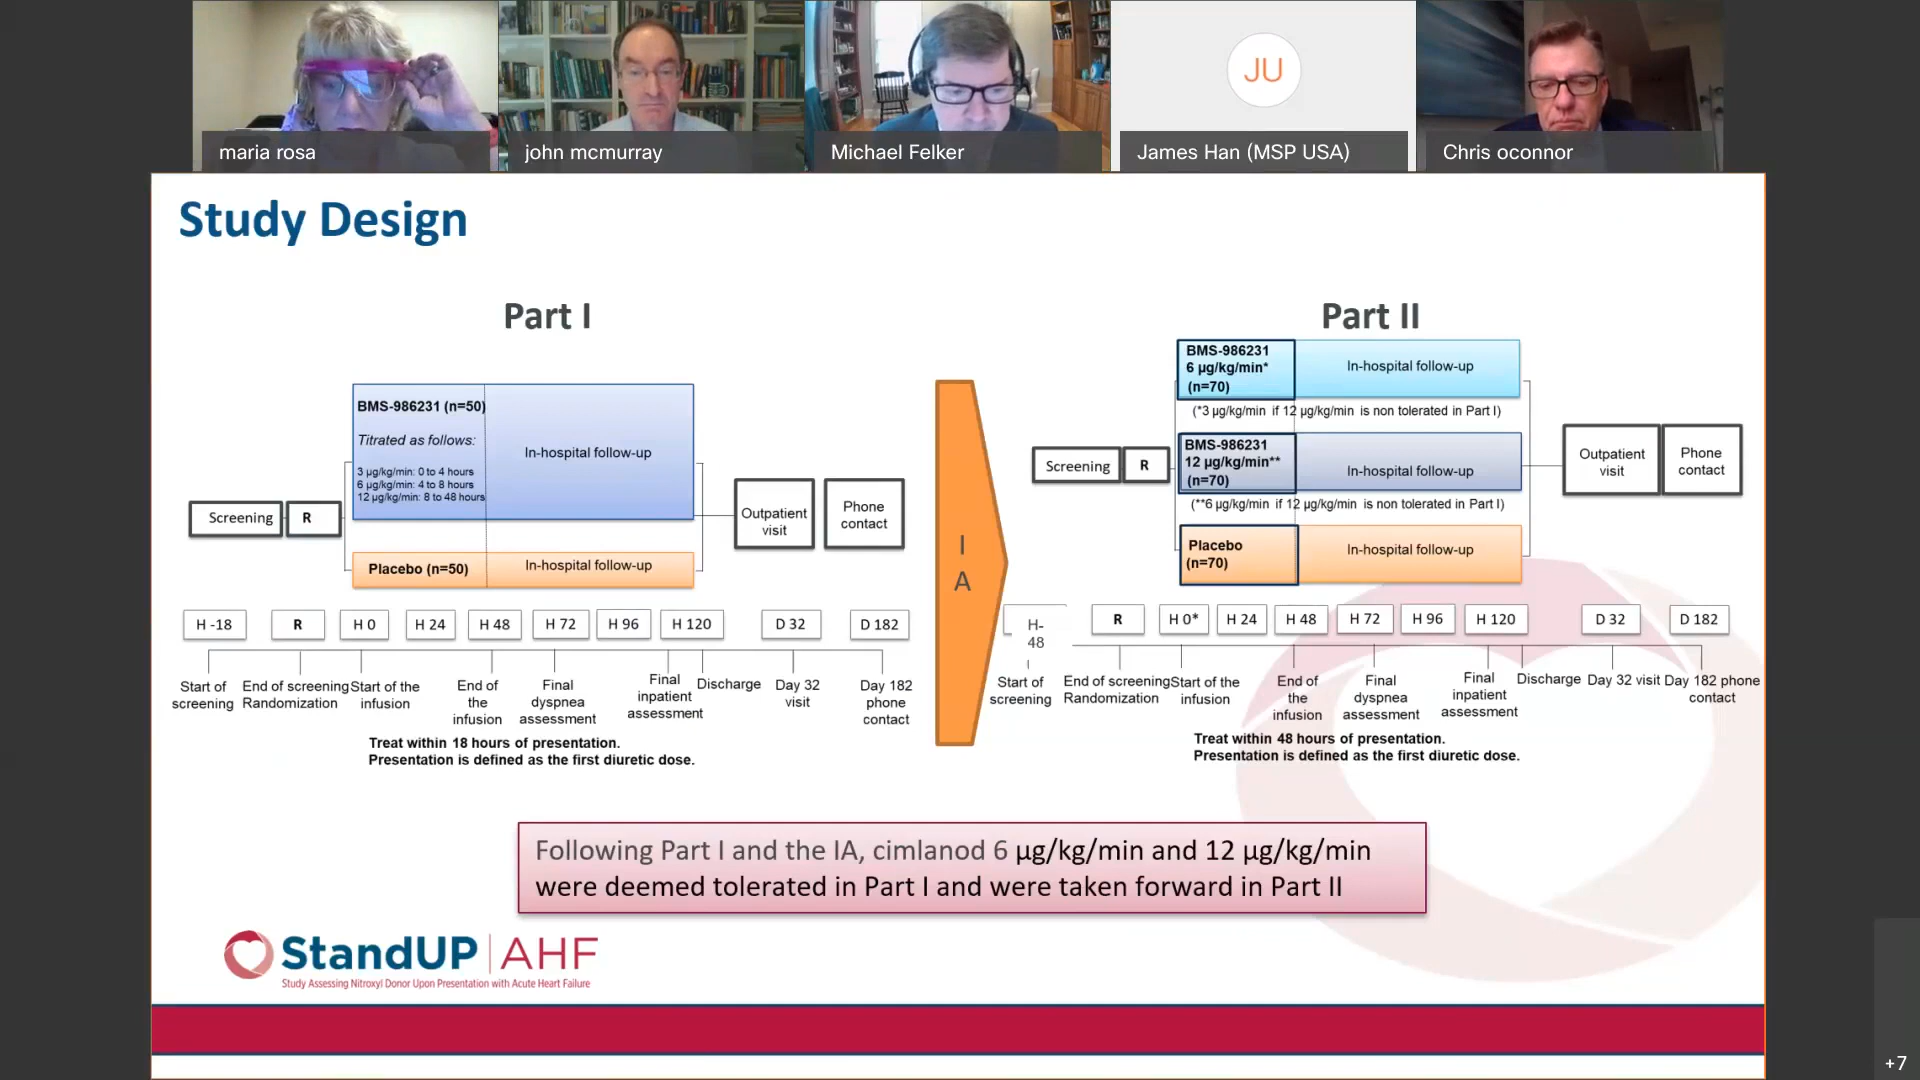 maria rosa
john mcmurray
Michael Felker
JU
James Han (MSP USA)
Chris oconnor
Study Design
Part I
BMS-986231 (n=50)
Titrated as follows:
3 µg/kg/min: 0 to 4 hours
6 µg/kg/min: 4 to 8 hours
12 µg/kg/min: 8 to 48 hours
In-hospital follow-up
Screening
R
Placebo (n=50)
In-hospital follow-up
Outpatient
visit
Phone
contact
H -18
R
H 0
H 24
H 48
H 72
H 96
H 120
D 32
D 182
Start of
screening
End of screening
Randomization
Start of the
infusion
End of
the
infusion
Final
dyspnea
assessment
Final
inpatient
assessment
Discharge
Day 32
visit
Day 182
phone
contact
Treat within 18 hours of presentation.
Presentation is defined as the first diuretic dose.
I
A
Part II
BMS-986231
6 µg/kg/min*
(n=70)
In-hospital follow-up
(*3 µg/kg/min if 12 µg/kg/min is non tolerated in Part I)
Screening
R
BMS-986231
12 µg/kg/min**
(n=70)
In-hospital follow-up
(**6 µg/kg/min if 12 µg/kg/min is non tolerated in Part I)
Placebo
(n=70)
In-hospital follow-up
Outpatient
visit
Phone
contact
H-
48
R
H 0*
H 24
H 48
H 72
H 96
H 120
D 32
D 182
Start of
screening
End of screening
Randomization
Start of the
infusion
End of
the
infusion
Final
dyspnea
assessment
Final
inpatient
assessment
Discharge
Day 32 visit
Day 182 phone
contact
Treat within 48 hours of presentation.
Presentation is defined as the first diuretic dose.
Following Part I and the IA, cimlanod 6 µg/kg/min and 12 µg/kg/min
were deemed tolerated in Part I and were taken forward in Part II
StandUP | AHF
Study Assessing Nitroxyl Donor Upon Presentation with Acute Heart Failure
+7